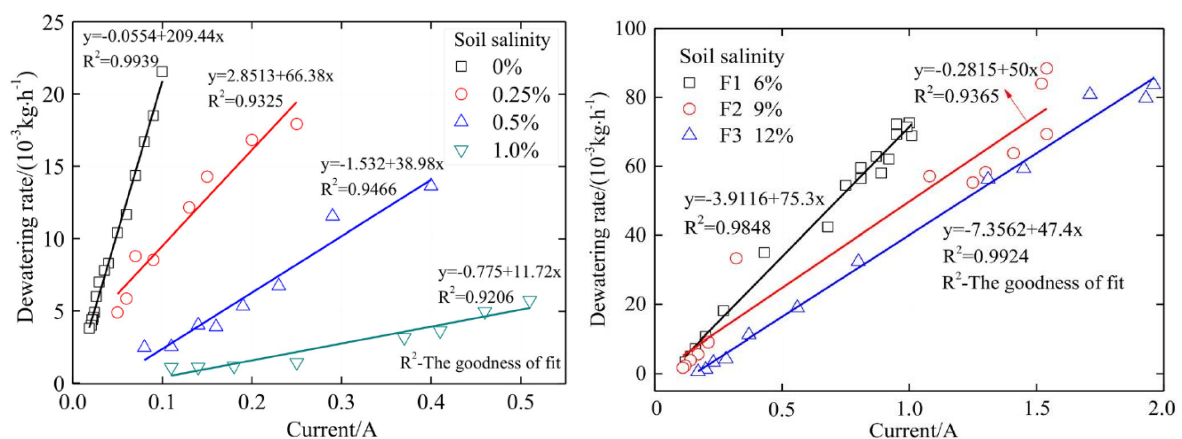 25
20
15
10
5
0
Dewatering rate/(10⁻³kg·h⁻¹)
y=-0.0554+209.44x
R²=0.9939
y=2.8513+66.38x
R²=0.9325
Soil salinity
0%
0.25%
0.5%
1.0%
y=-1.532+38.98x
R²=0.9466
y=-0.775+11.72x
R²=0.9206
R²-The goodness of fit
0.0 0.1 0.2 0.3 0.4 0.5
Current/A
100
80
60
40
20
0
Dewatering rate/(10⁻³kg·h⁻¹)
Soil salinity
F1 6%
F2 9%
F3 12%
y=-0.2815+50x
R²=0.9365
y=-3.9116+75.3x
R²=0.9848
y=-7.3562+47.4x
R²=0.9924
R²-The goodness of fit
0 0.5 1.0 1.5 2.0
Current/A